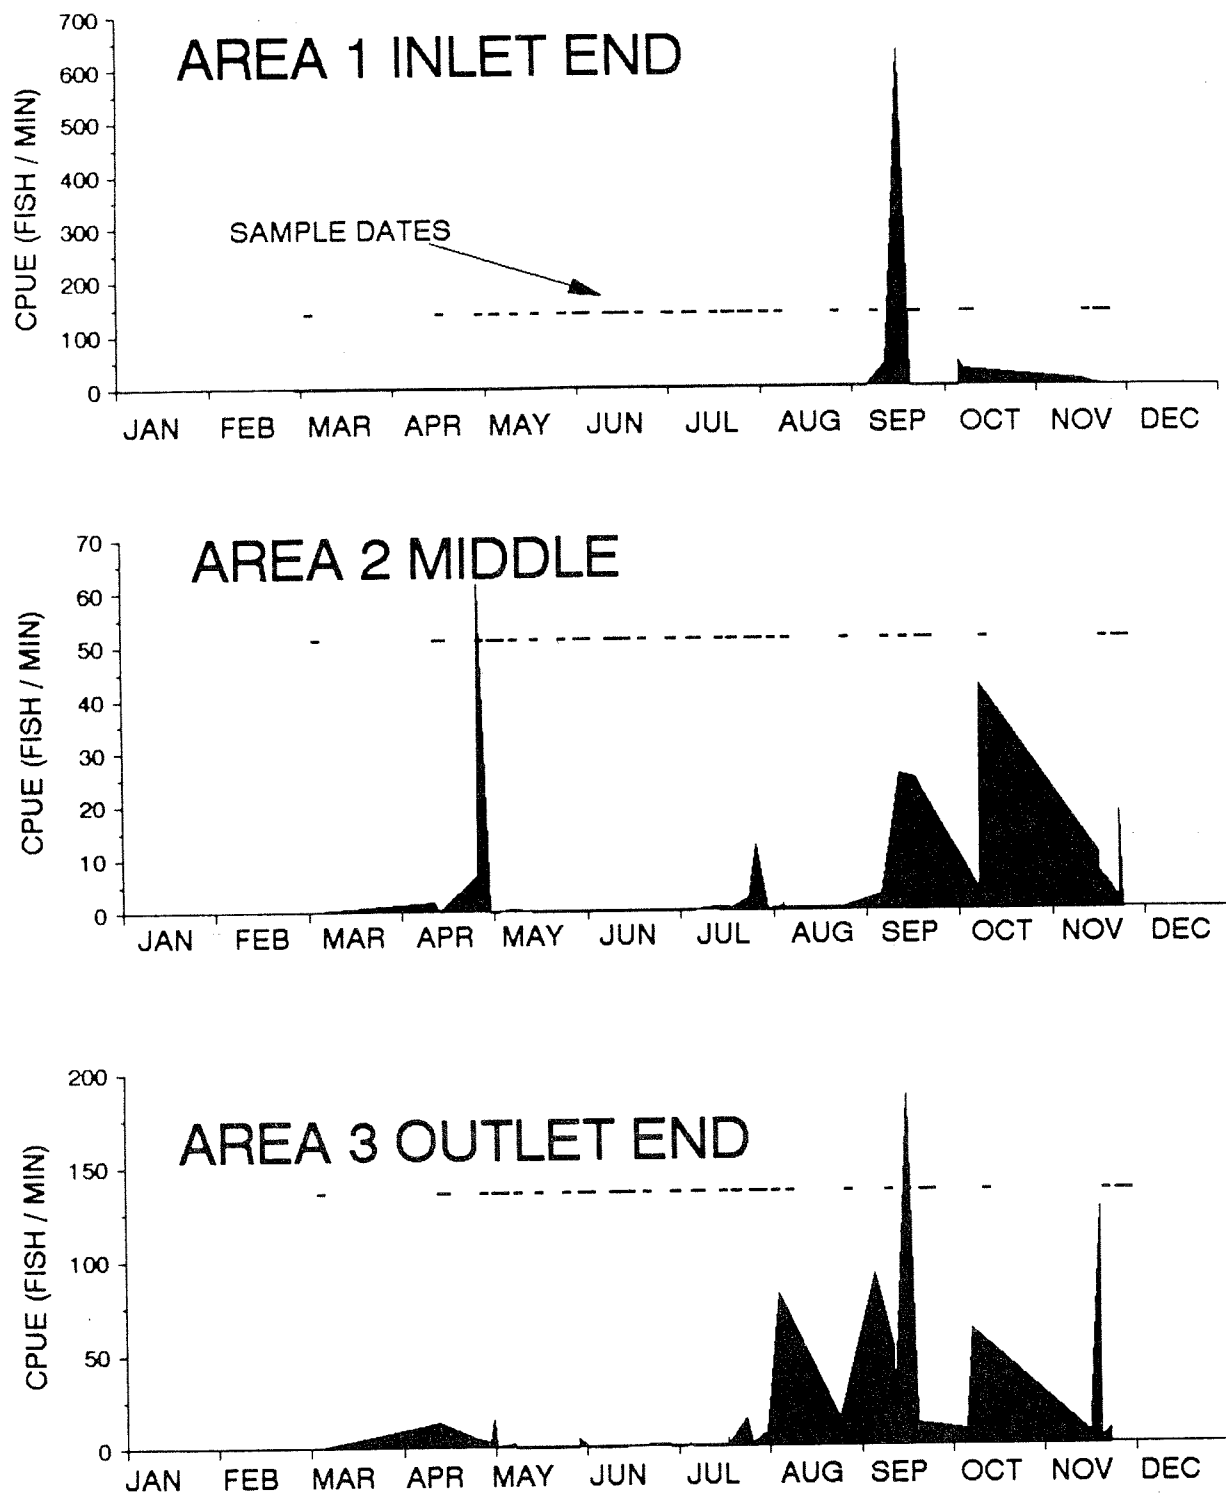 AREA 1 INLET END
CPUE (FISH / MIN)
700
600
500
400
300
200
100
0
SAMPLE DATES
JAN FEB MAR APR MAY JUN JUL AUG SEP OCT NOV DEC
AREA 2 MIDDLE
CPUE (FISH / MIN)
70
60
50
40
30
20
10
0
JAN FEB MAR APR MAY JUN JUL AUG SEP OCT NOV DEC
AREA 3 OUTLET END
CPUE (FISH / MIN)
200
150
100
50
0
JAN FEB MAR APR MAY JUN JUL AUG SEP OCT NOV DEC